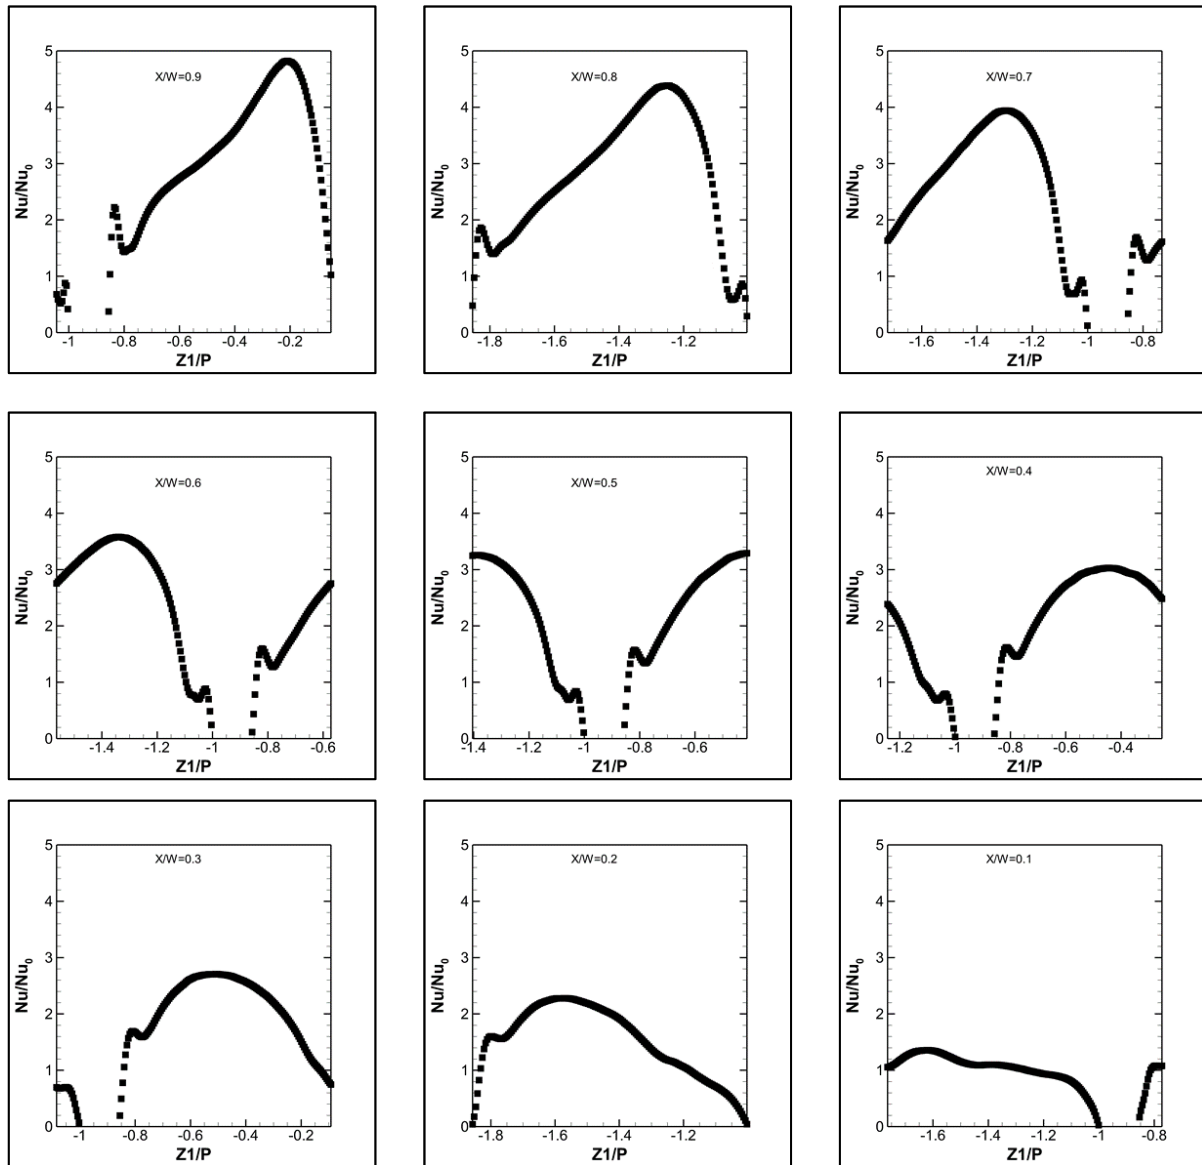 X/W=0.9
Nu/Nu0
5
4
3
2
1
0
-1 -0.8 -0.6 -0.4 -0.2
Z1/P
X/W=0.8
Nu/Nu0
5
4
3
2
1
0
-1.8 -1.6 -1.4 -1.2
Z1/P
X/W=0.7
Nu/Nu0
5
4
3
2
1
0
-1.6 -1.4 -1.2 -1 -0.8
Z1/P
X/W=0.6
Nu/Nu0
5
4
3
2
1
0
-1.4 -1.2 -1 -0.8 -0.6
Z1/P
X/W=0.5
Nu/Nu0
5
4
3
2
1
0
-1.4 -1.2 -1 -0.8 -0.6
Z1/P
X/W=0.4
Nu/Nu0
5
4
3
2
1
0
-1.2 -1 -0.8 -0.6 -0.4
Z1/P
X/W=0.3
Nu/Nu0
5
4
3
2
1
0
-1 -0.8 -0.6 -0.4 -0.2
Z1/P
X/W=0.2
Nu/Nu0
5
4
3
2
1
0
-1.8 -1.6 -1.4 -1.2
Z1/P
X/W=0.1
Nu/Nu0
5
4
3
2
1
0
-1.6 -1.4 -1.2 -1 -0.8
Z1/P